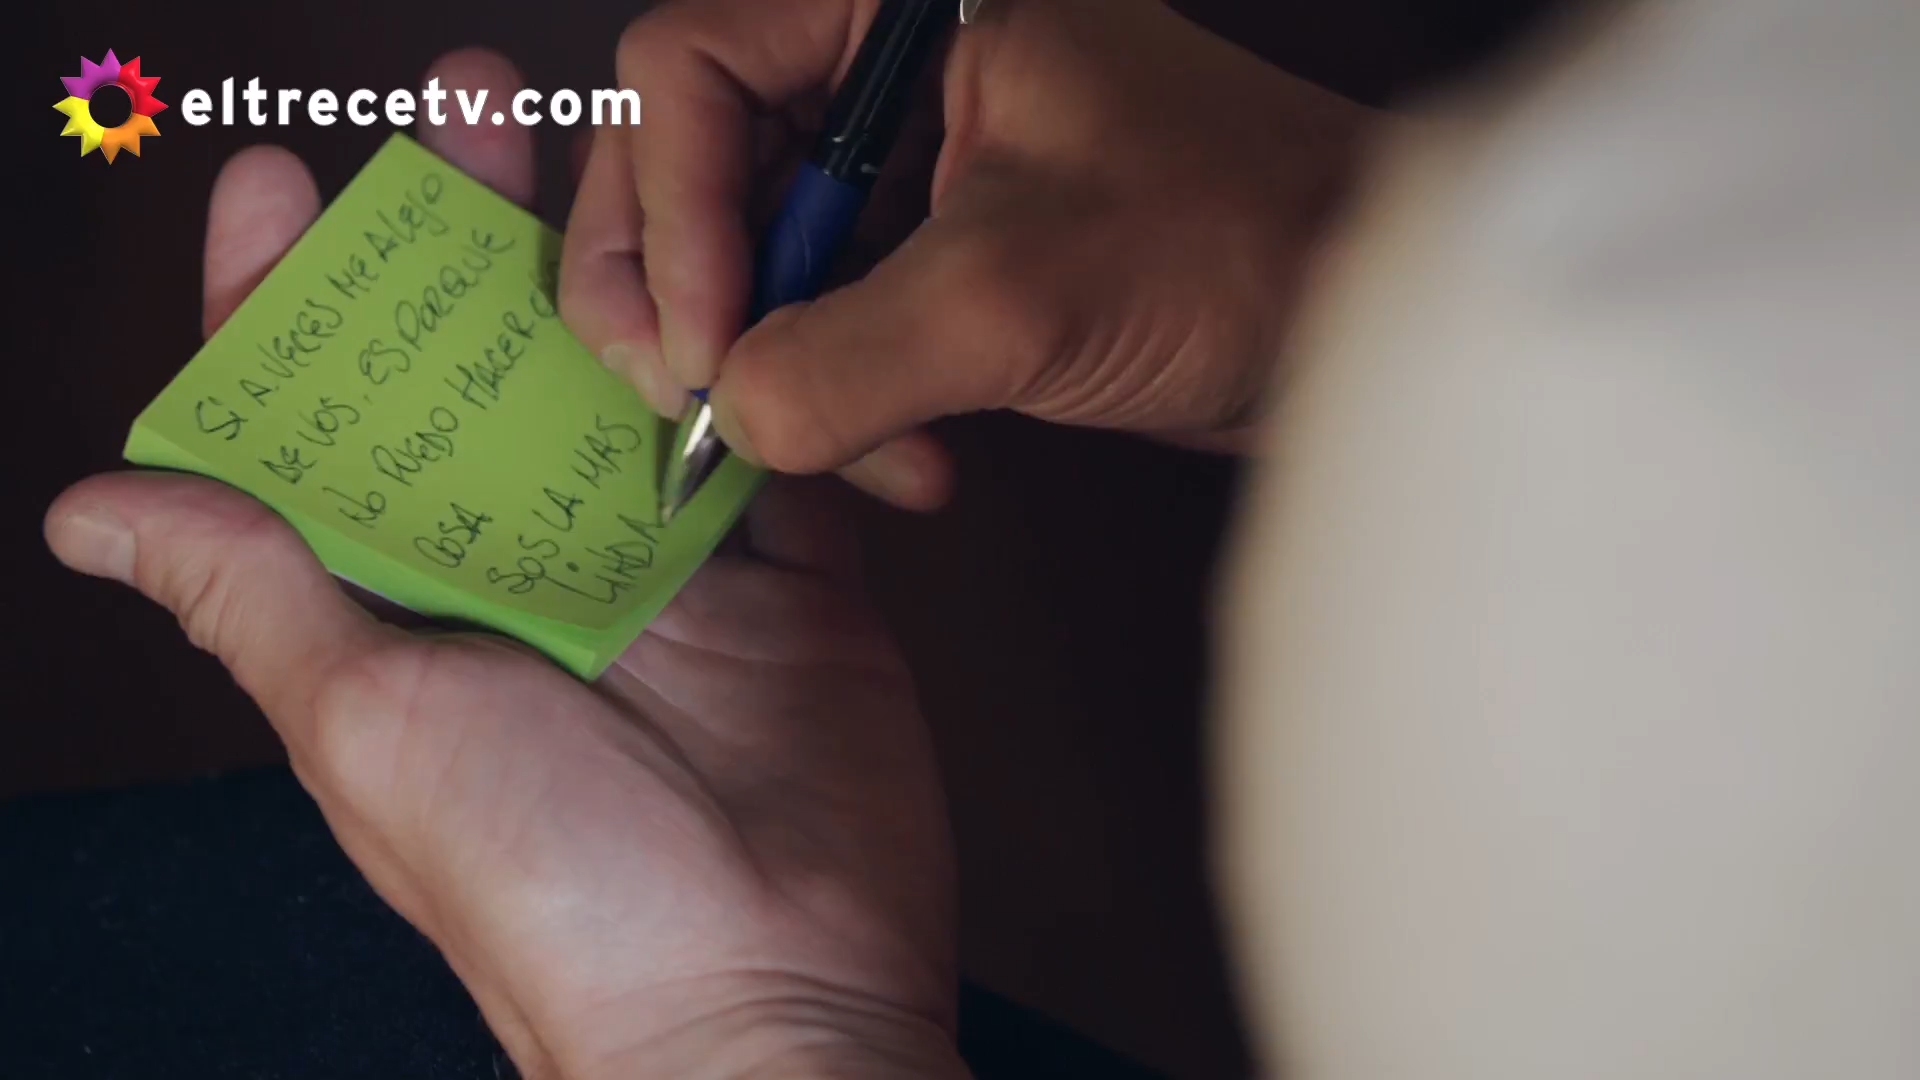 eltrecetv.com
Si A VECES ME ALEJO
DE VOS, ES PORQUE
NO PUEDO HACER
COSA
SOS LA MAS
LINDA